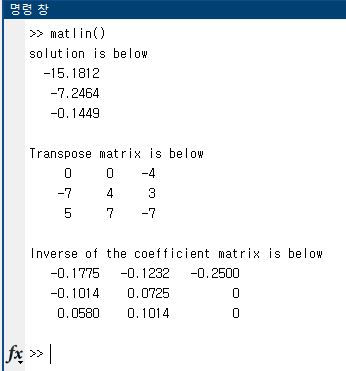 명령 창
>> matlin()
solution is below
-15.1812
-7.2464
-0.1449
Transpose matrix is below
0 0 -4
-7 4 3
5 7 -7
Inverse of the coefficient matrix is below
-0.1775 -0.1232 -0.2500
-0.1014 0.0725 0
0.0580 0.1014 0
fx >>